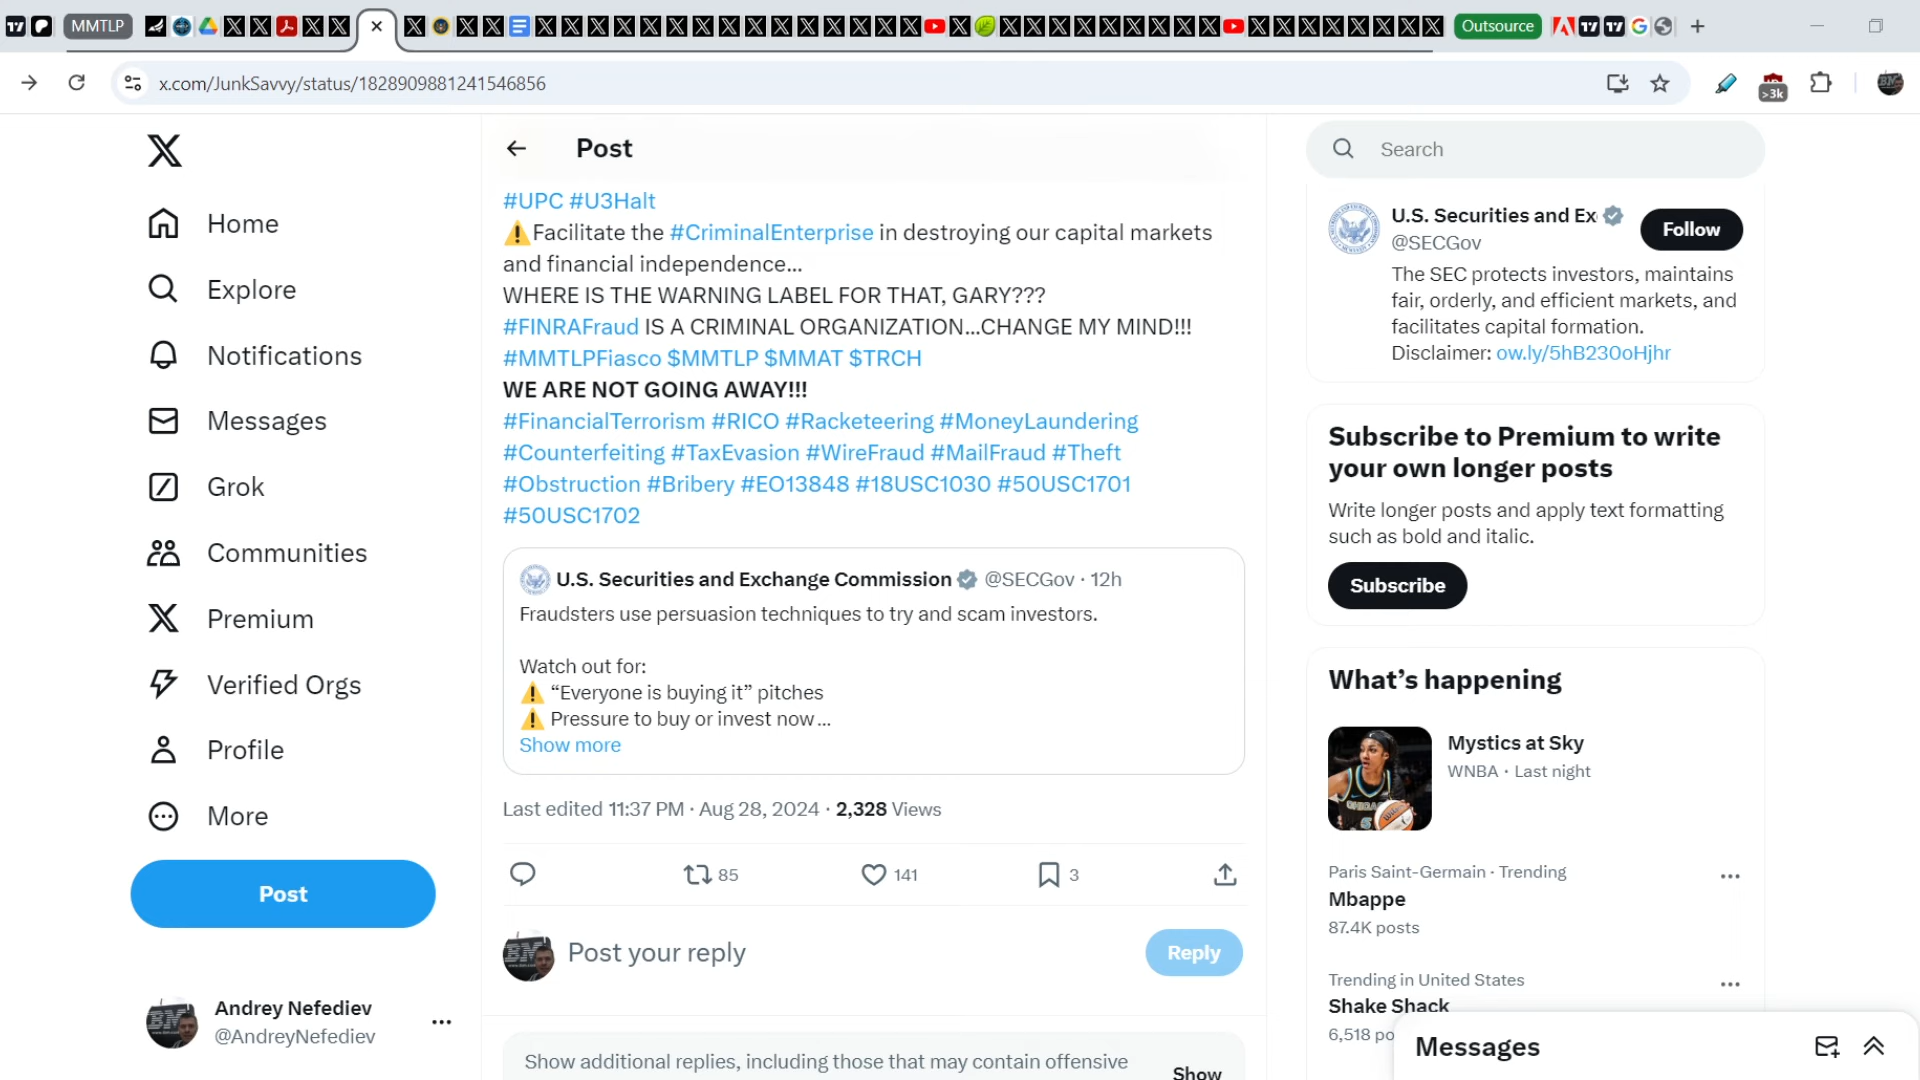 MMTLP
Outsource
x.com/JunkSavvy/status/1828909881241546856
>3k
Home
Explore
Notifications
Messages
Grok
Communities
Premium
Verified Orgs
Profile
More
Post
Andrey Nefediev
@AndreyNefediev
Post
#UPC #U3Halt
⚠️Facilitate the #CriminalEnterprise in destroying our capital markets
and financial independence...
WHERE IS THE WARNING LABEL FOR THAT, GARY???
#FINRAFraud IS A CRIMINAL ORGANIZATION...CHANGE MY MIND!!!
#MMTLPFiasco $MMTLP $MMAT $TRCH
WE ARE NOT GOING AWAY!!!
#FinancialTerrorism #RICO #Racketeering #MoneyLaundering
#Counterfeiting #TaxEvasion #WireFraud #MailFraud #Theft
#Obstruction #Bribery #EO13848 #18USC1030 #50USC1701
#50USC1702
U.S. Securities and Exchange Commission @SECGov · 12h
Fraudsters use persuasion techniques to try and scam investors.
Watch out for:
⚠️ “Everyone is buying it” pitches
⚠️ Pressure to buy or invest now...
Show more
Last edited 11:37 PM · Aug 28, 2024 · 2,328 Views
85
141
3
Post your reply
Reply
Show additional replies, including those that may contain offensive
Show
Search
U.S. Securities and Ex
@SECGov
Follow
The SEC protects investors, maintains
fair, orderly, and efficient markets, and
facilitates capital formation.
Disclaimer: ow.ly/5hB230oHjhr
Subscribe to Premium to write
your own longer posts
Write longer posts and apply text formatting
such as bold and italic.
Subscribe
What’s happening
Mystics at Sky
WNBA · Last night
Paris Saint-Germain · Trending
Mbappe
87.4K posts
Trending in United States
Shake Shack
6,518 po
Messages